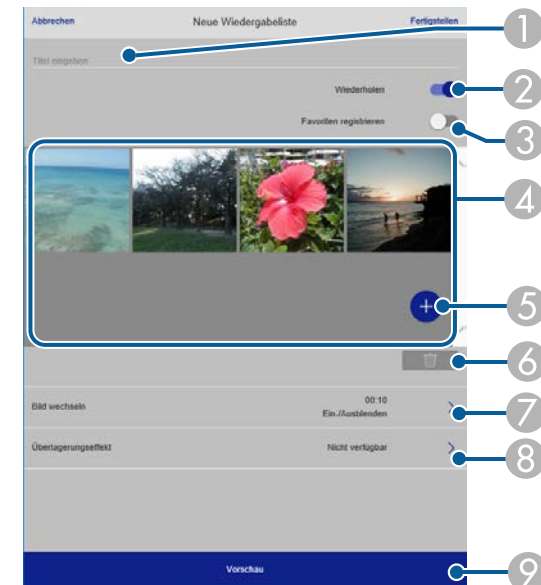 Abbrechen Neue Wiedergabeliste Fertigstellen
1
Titel eingeben
Wiederholen
2
Favoriten registrieren
3
4
+
5
6
Bild wechseln 00:10
Ein-/Ausblenden
7
Überlagerungseffekt Nicht verfügbar
8
Vorschau
9